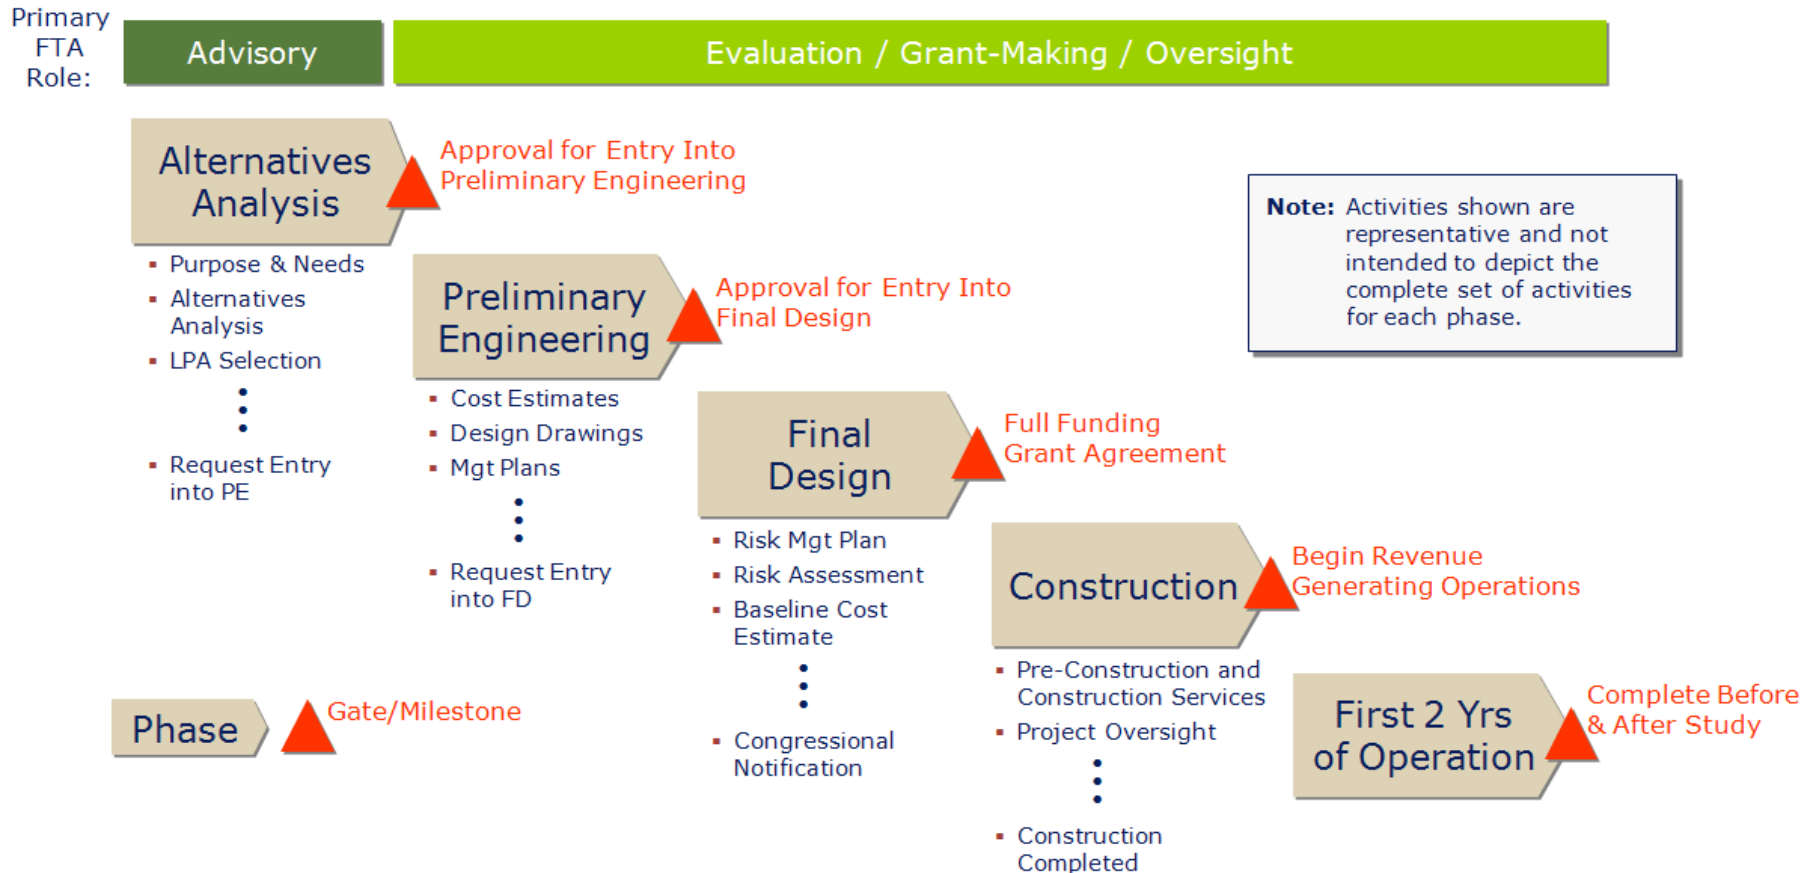 Primary
FTA
Role:
Advisory
Evaluation / Grant-Making / Oversight
Alternatives
Analysis
Approval for Entry Into
Preliminary Engineering
▪ Purpose & Needs
▪ Alternatives
Analysis
▪ LPA Selection
▪ Request Entry
into PE
Preliminary
Engineering
Approval for Entry Into
Final Design
▪ Cost Estimates
▪ Design Drawings
▪ Mgt Plans
▪ Request Entry
into FD
Note: Activities shown are
representative and not
intended to depict the
complete set of activities
for each phase.
Final
Design
Full Funding
Grant Agreement
▪ Risk Mgt Plan
▪ Risk Assessment
▪ Baseline Cost
Estimate
▪ Congressional
Notification
Construction
Begin Revenue
Generating Operations
▪ Pre-Construction and
Construction Services
▪ Project Oversight
▪ Construction
Completed
First 2 Yrs
of Operation
Complete Before
& After Study
Phase
Gate/Milestone